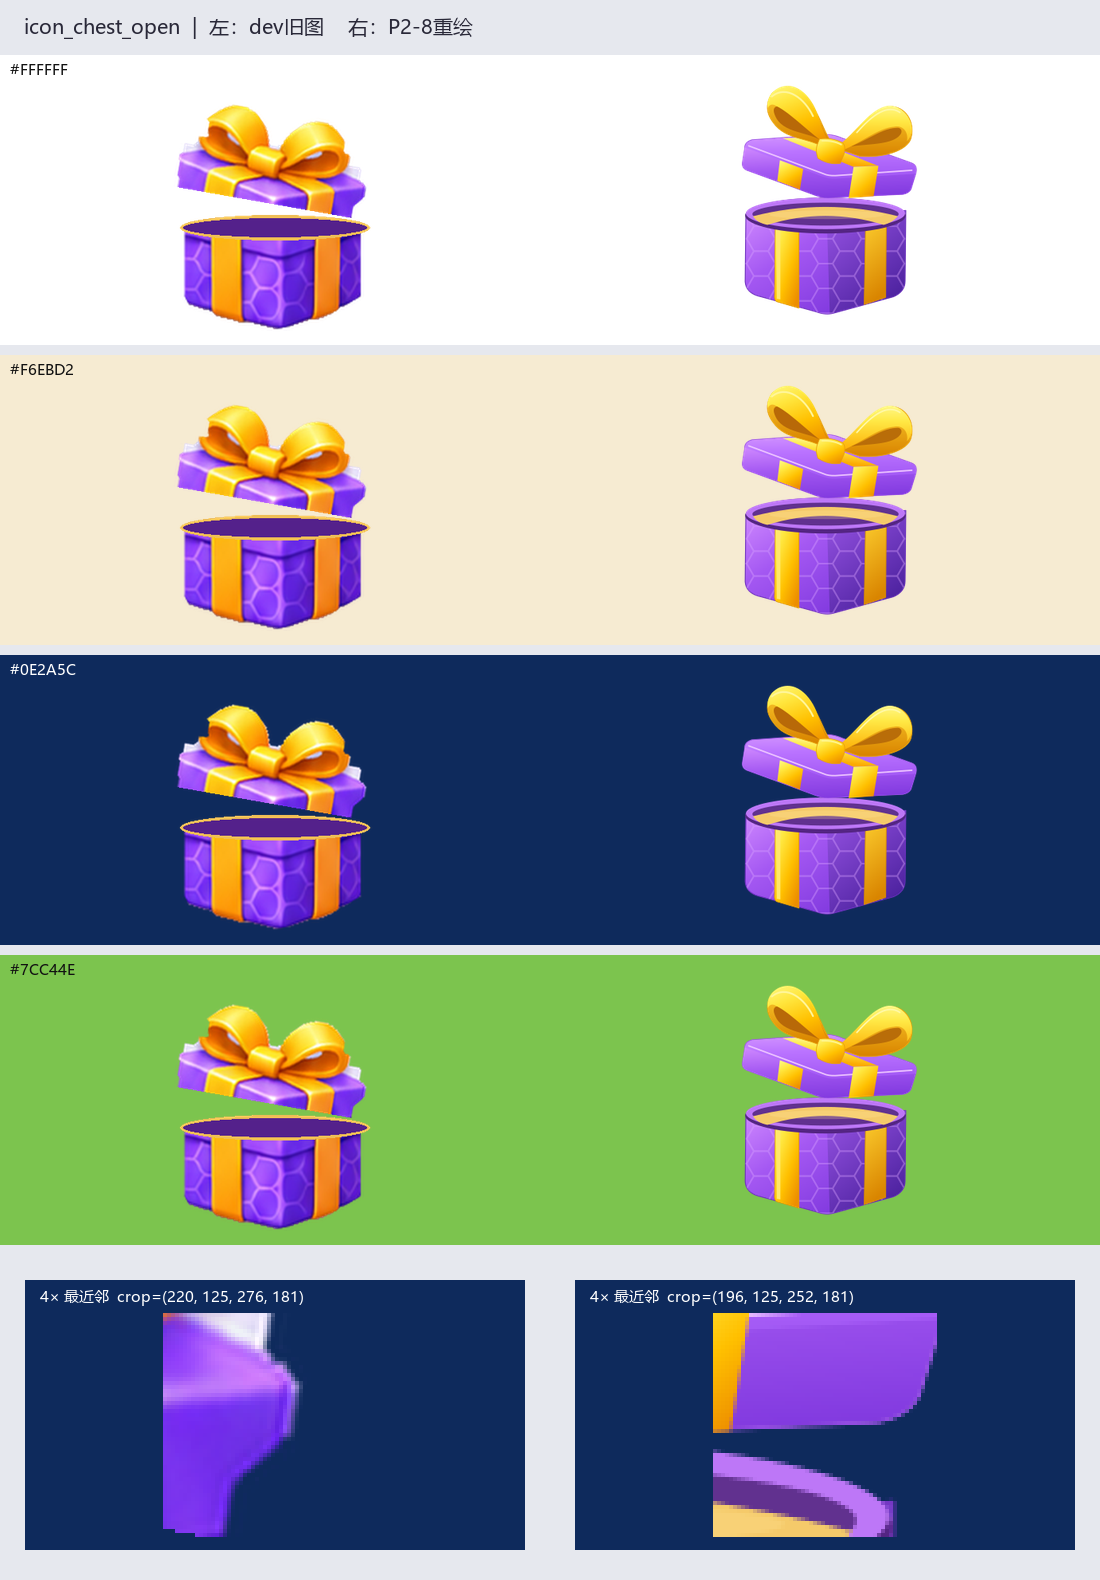 icon_chest_open | 左：dev旧图 右：P2-8重绘
#FFFFFF
#F6EBD2
#0E2A5C
#7CC44E
4× 最近邻 crop=(220, 125, 276, 181)
4× 最近邻 crop=(196, 125, 252, 181)